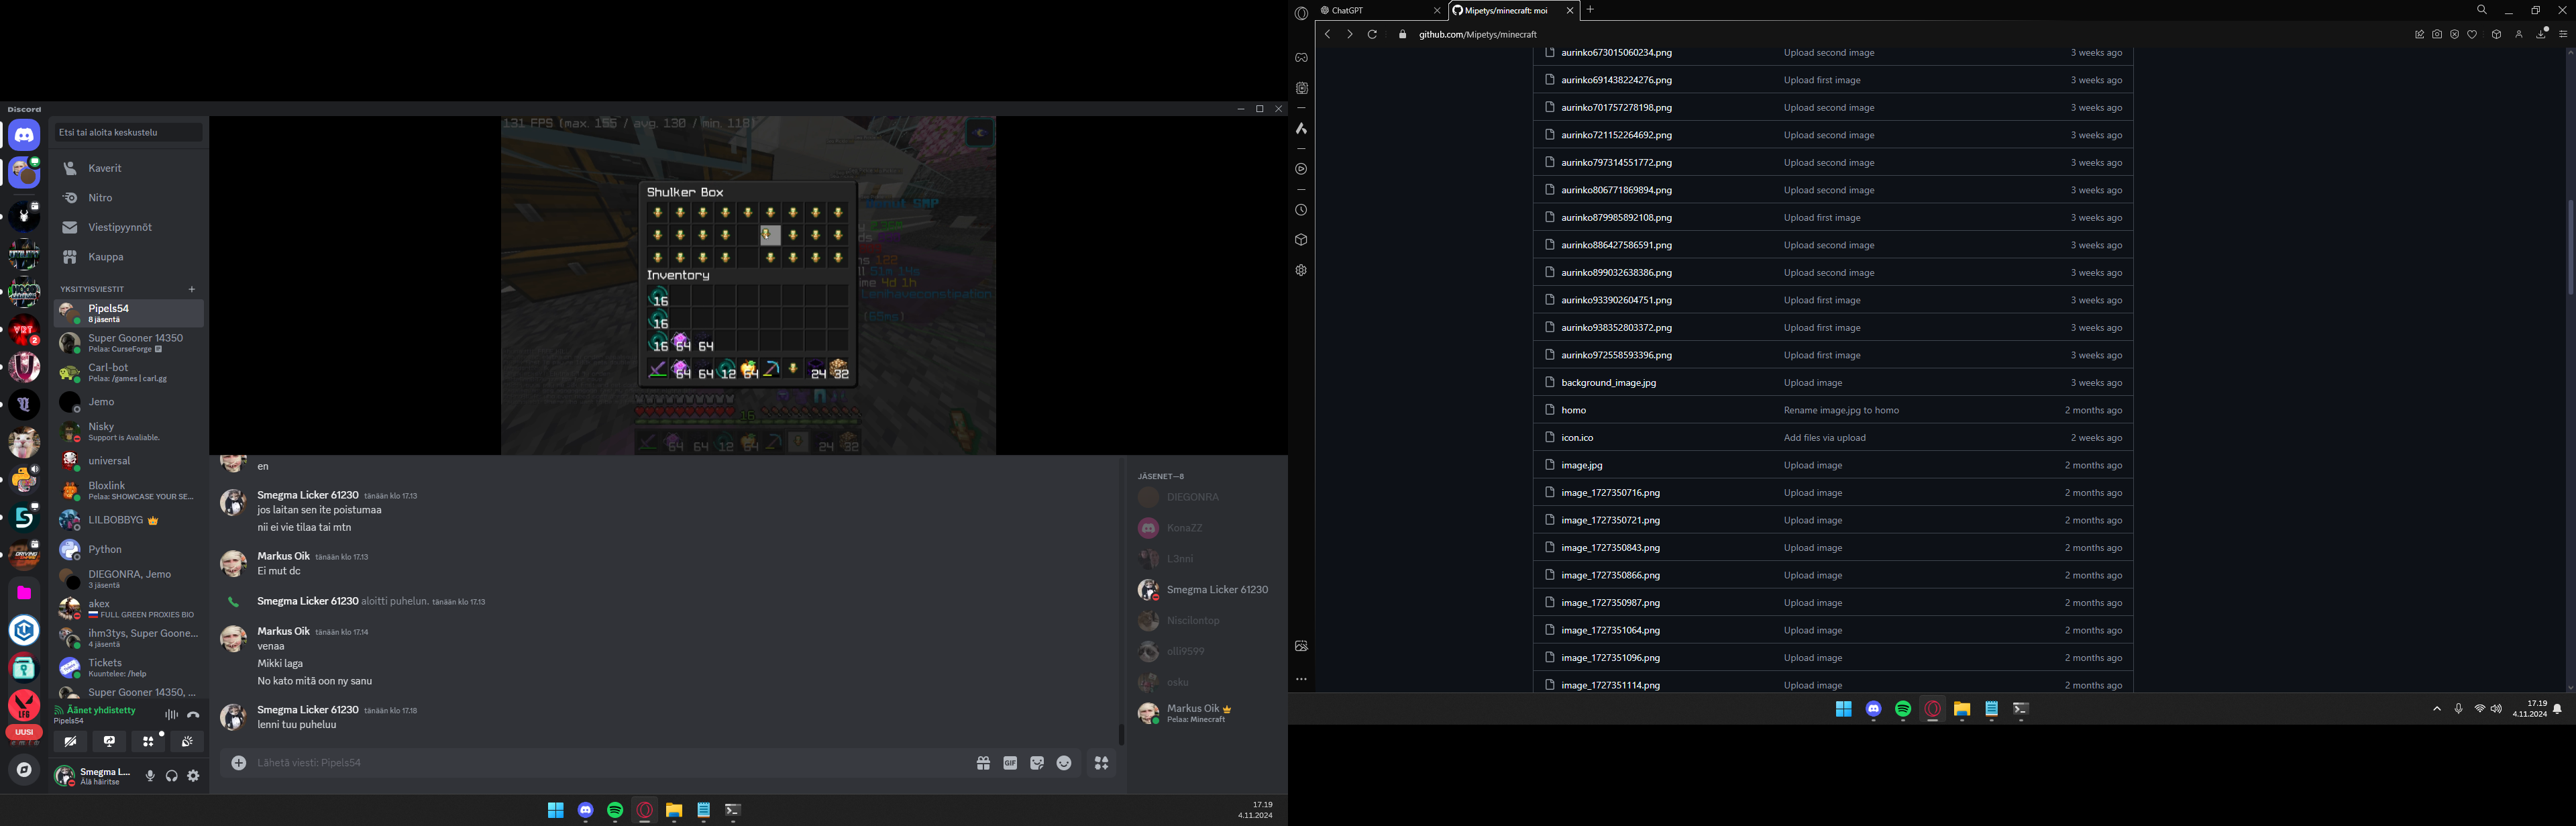 Discord
Etsi tai aloita keskustelu
Kaverit
Nitro
Viestipyynnöt
Kauppa
YKSITYISVIESTIT
Pipels54
8 jäsentä
Super Gooner 14350
Pelaa: CurseForge
Carl-bot
Pelaa: /games | carl.gg
Jemo
Nisky
Support is Avaliable.
universal
Bloxlink
Pelaa: SHOWCASE YOUR SE...
LILBOBBYG
Python
DIEGONRA, Jemo
3 jäsentä
akex
FULL GREEN PROXIES BIO
ihm3tys, Super Goone...
4 jäsentä
Tickets
Kuuntelee: /help
Super Gooner 14350, ...
Äänet yhdistetty
Pipels54
UUSI
Smegma L...
Älä häiritse
2
LFG
131 FPS (max. 155 / avg. 130 / min. 118)
Shulker Box
Inventory
16
16
16 64 64
64 64 12 64 24 32
SMP
122
51m 14s
4d 1h
16
64 64 12 64 24 32
en
Smegma Licker 61230 tänään klo 17.13
jos laitan sen ite poistumaa
nii ei vie tilaa tai mtn
Markus Oik tänään klo 17.13
Ei mut dc
Smegma Licker 61230 aloitti puhelun. tänään klo 17.13
Markus Oik tänään klo 17.14
venaa
Mikki laga
No kato mitä oon ny sanu
Smegma Licker 61230 tänään klo 17.18
lenni tuu puheluu
Lähetä viesti: Pipels54
GIF
JÄSENET—8
DIEGONRA
KonaZZ
L3nni
Smegma Licker 61230
Niscilontop
olli9599
osku
Markus Oik
Pelaa: Minecraft
17.19
4.11.2024
ChatGPT
Mipetys/minecraft: moi
github.com/Mipetys/minecraft
aurinko673015060234.png Upload second image 3 weeks ago
aurinko691438224276.png Upload first image 3 weeks ago
aurinko701757278198.png Upload second image 3 weeks ago
aurinko721152264692.png Upload second image 3 weeks ago
aurinko797314551772.png Upload second image 3 weeks ago
aurinko806771869894.png Upload second image 3 weeks ago
aurinko879985892108.png Upload first image 3 weeks ago
aurinko886427586591.png Upload second image 3 weeks ago
aurinko899032638386.png Upload second image 3 weeks ago
aurinko933902604751.png Upload first image 3 weeks ago
aurinko938352803372.png Upload first image 3 weeks ago
aurinko972558593396.png Upload first image 3 weeks ago
background_image.jpg Upload image 3 weeks ago
homo Rename image.jpg to homo 2 months ago
icon.ico Add files via upload 2 weeks ago
image.jpg Upload image 2 months ago
image_1727350716.png Upload image 2 months ago
image_1727350721.png Upload image 2 months ago
image_1727350843.png Upload image 2 months ago
image_1727350866.png Upload image 2 months ago
image_1727350987.png Upload image 2 months ago
image_1727351064.png Upload image 2 months ago
image_1727351096.png Upload image 2 months ago
image_1727351114.png Upload image 2 months ago
17.19
4.11.2024